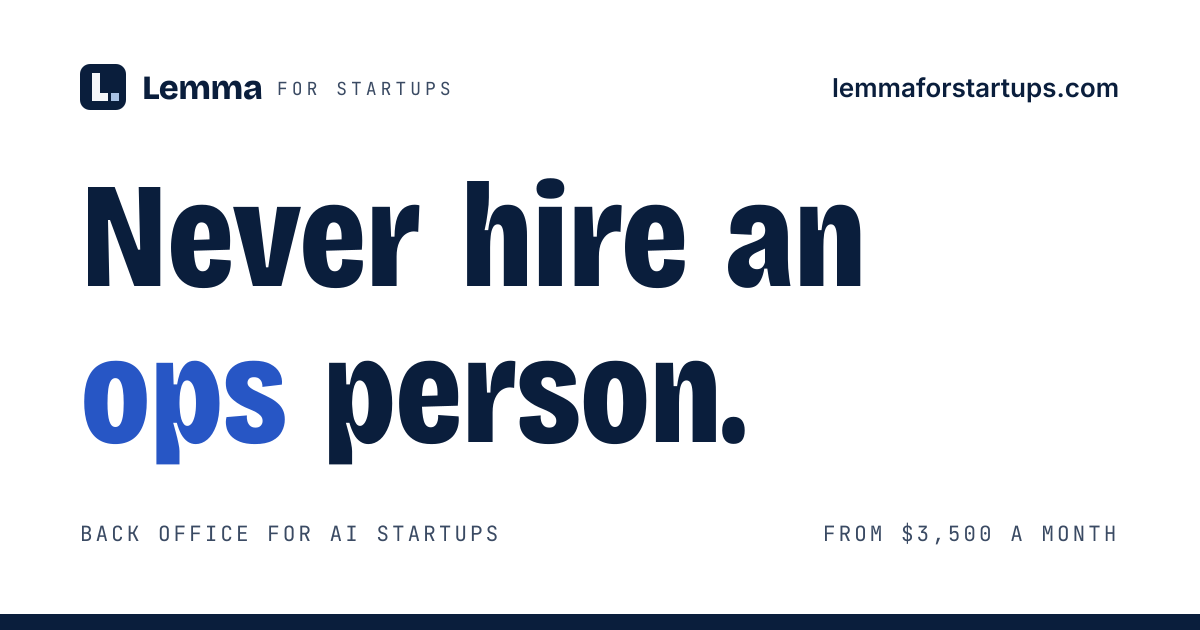 L.
Lemma FOR STARTUPS
lemmaforstartups.com
Never hire an
ops person.
BACK OFFICE FOR AI STARTUPS
FROM $3,500 A MONTH